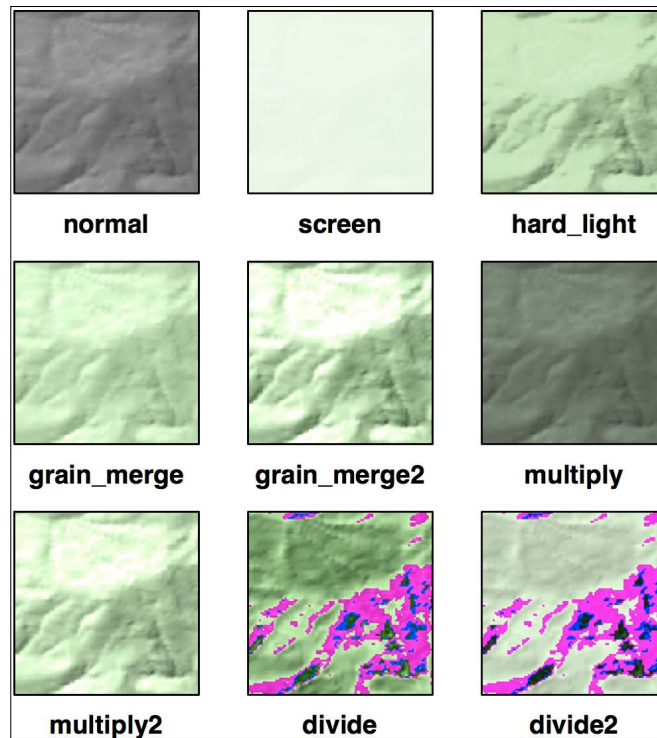 normal screen hard_light
grain_merge grain_merge2 multiply
multiply2 divide divide2